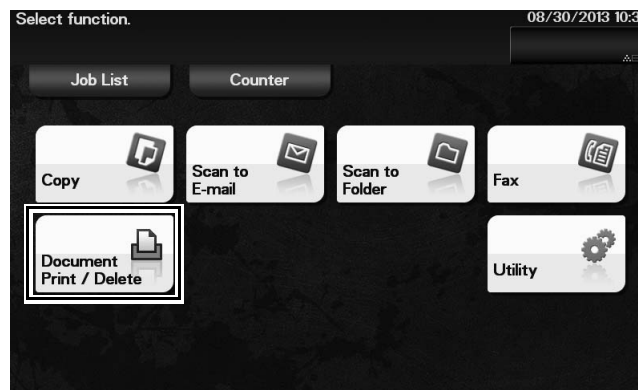 Select function.
08/30/2013 10:3
Job List
Counter
Copy
Scan to
E-mail
Scan to
Folder
Fax
Document
Print / Delete
Utility